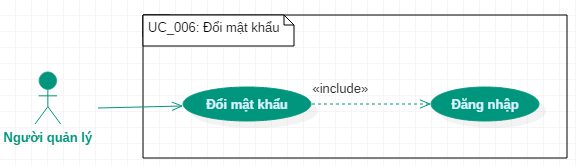 UC_006: Đổi mật khẩu
«include»
Đổi mật khẩu
Đăng nhập
Người quản lý